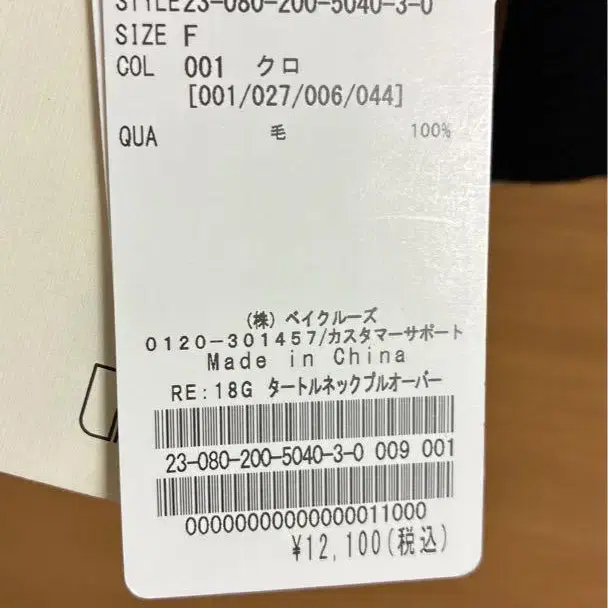 STYLE23-080-200-5040-3-0
SIZE F
COL 001 クロ
[001/027/006/044]
QUA 毛 100%
(株) ベイクルーズ
0120-301457/カスタマーサポート
Made in China
RE:18G タートルネックプルオーバー
23-080-200-5040-3-0 009 001
00000000000000011000
¥12,100(税込)